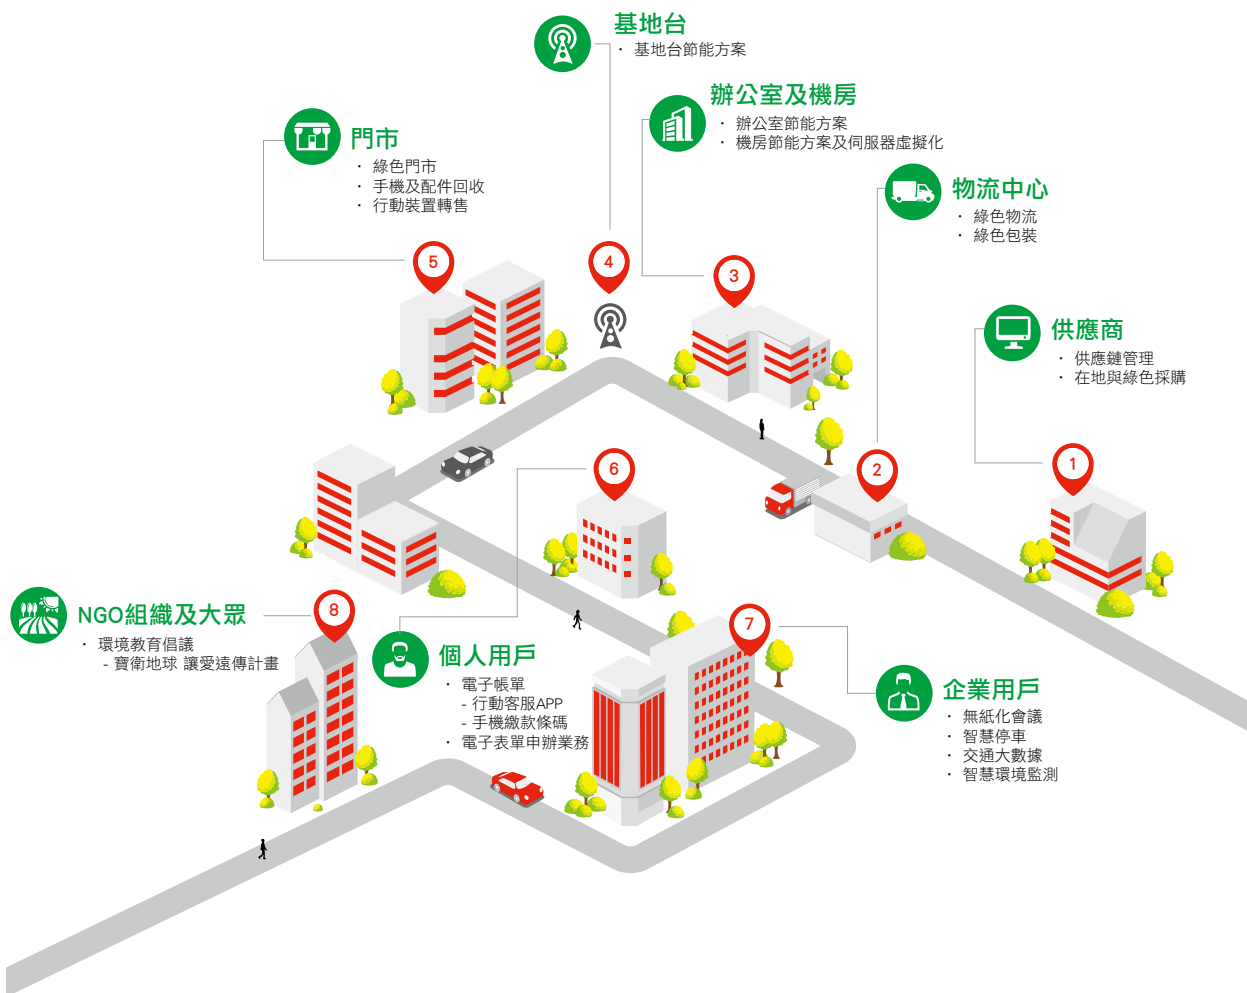 基地台
· 基地台節能方案
辦公室及機房
· 辦公室節能方案
· 機房節能方案及伺服器虛擬化
門市
· 綠色門市
· 手機及配件回收
· 行動裝置轉售
物流中心
· 綠色物流
· 綠色包裝
5
4
3
供應商
· 供應鏈管理
· 在地與綠色採購
6
2
1
NGO組織及大眾
· 環境教育倡議
- 寶衛地球 讓愛遠傳計畫
8
7
個人用戶
· 電子帳單
- 行動客服APP
- 手機繳款條碼
· 電子表單申辦業務
企業用戶
· 無紙化會議
· 智慧停車
· 交通大數據
· 智慧環境監測